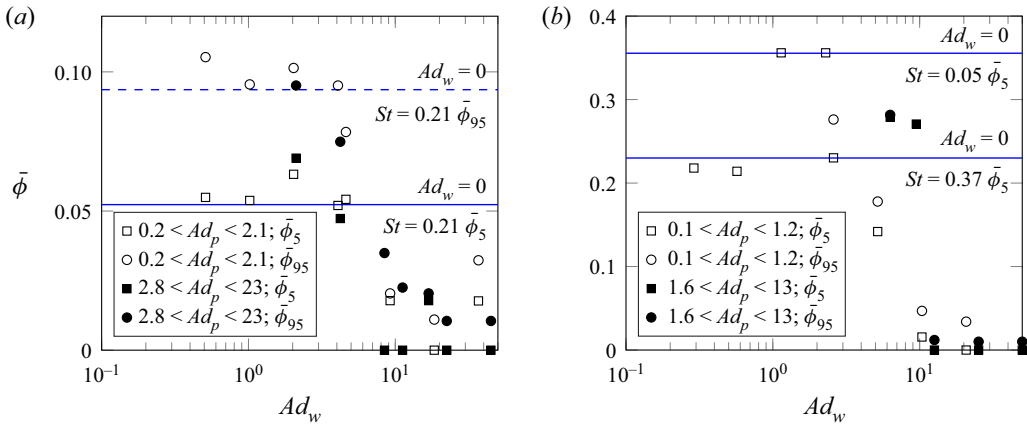 (a)
0.10
0.05
0
ϕ̄
Ad_w = 0
St = 0.21 ϕ̄_95
Ad_w = 0
St = 0.21 ϕ̄_5
0.2 < Ad_p < 2.1; ϕ̄_5
0.2 < Ad_p < 2.1; ϕ̄_95
2.8 < Ad_p < 23; ϕ̄_5
2.8 < Ad_p < 23; ϕ̄_95
10^−1 10^0 10^1
Ad_w
(b)
0.4
0.3
0.2
0.1
0
Ad_w = 0
St = 0.05 ϕ̄_5
Ad_w = 0
St = 0.37 ϕ̄_5
0.1 < Ad_p < 1.2; ϕ̄_5
0.1 < Ad_p < 1.2; ϕ̄_95
1.6 < Ad_p < 13; ϕ̄_5
1.6 < Ad_p < 13; ϕ̄_95
10^−1 10^0 10^1
Ad_w